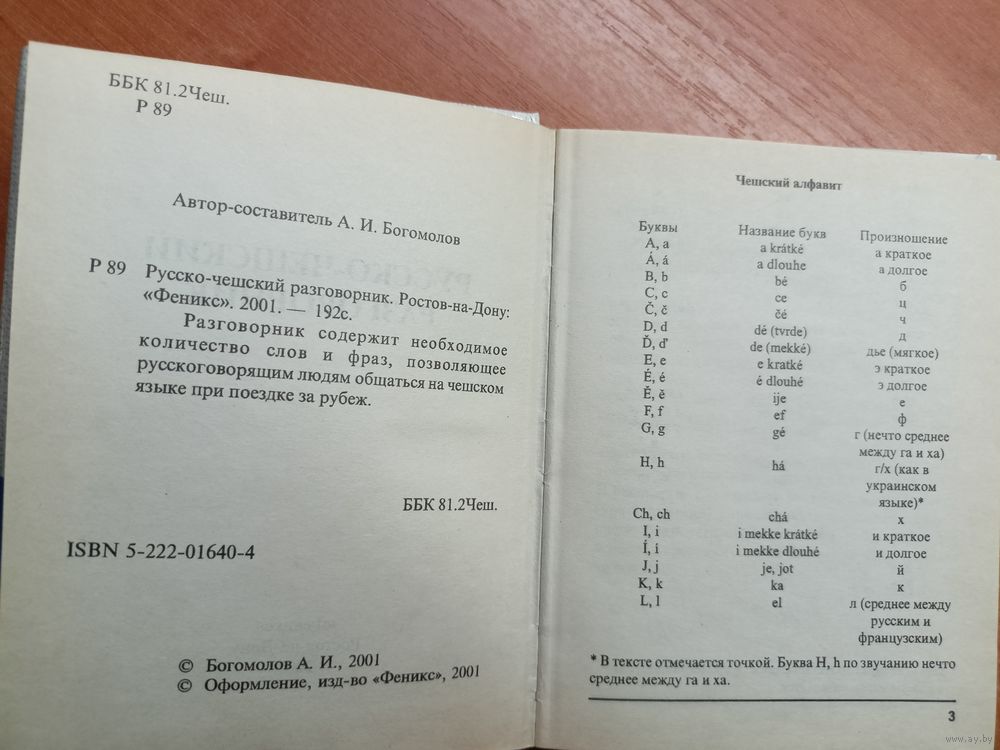 ББК 81.2Чеш.
Р 89
Автор-составитель А. И. Богомолов
Р 89 Русско-чешский разговорник. Ростов-на-Дону:
«Феникс». 2001. — 192с.
Разговорник содержит необходимое
количество слов и фраз, позволяющее
русскоговорящим людям общаться на чешском
языке при поездке за рубеж.
ББК 81.2Чеш.
ISBN 5-222-01640-4
© Богомолов А. И., 2001
© Оформление, изд-во «Феникс», 2001
Чешский алфавит
Буквы Название букв Произношение
A, a a krátké а краткое
Á, á a dlouhe а долгое
B, b bé б
C, c ce ц
Č, č čé ч
D, d dé (tvrde) д
Ď, ď de (mekké) дье (мягкое)
E, e e kratké э краткое
É, é é dlouhé э долгое
Ě, ě ije е
F, f ef ф
G, g gé г (нечто среднее
между га и ха)
H, h há г/х (как в
украинском
языке)*
Ch, ch chá х
I, i i mekke krátké и краткое
Í, í i mekke dlouhé и долгое
J, j je, jot й
K, k ka к
L, l el л (среднее между
русским и
французским)
* В тексте отмечается точкой. Буква H, h по звучанию нечто
среднее между га и ха.
3
www.ay.by